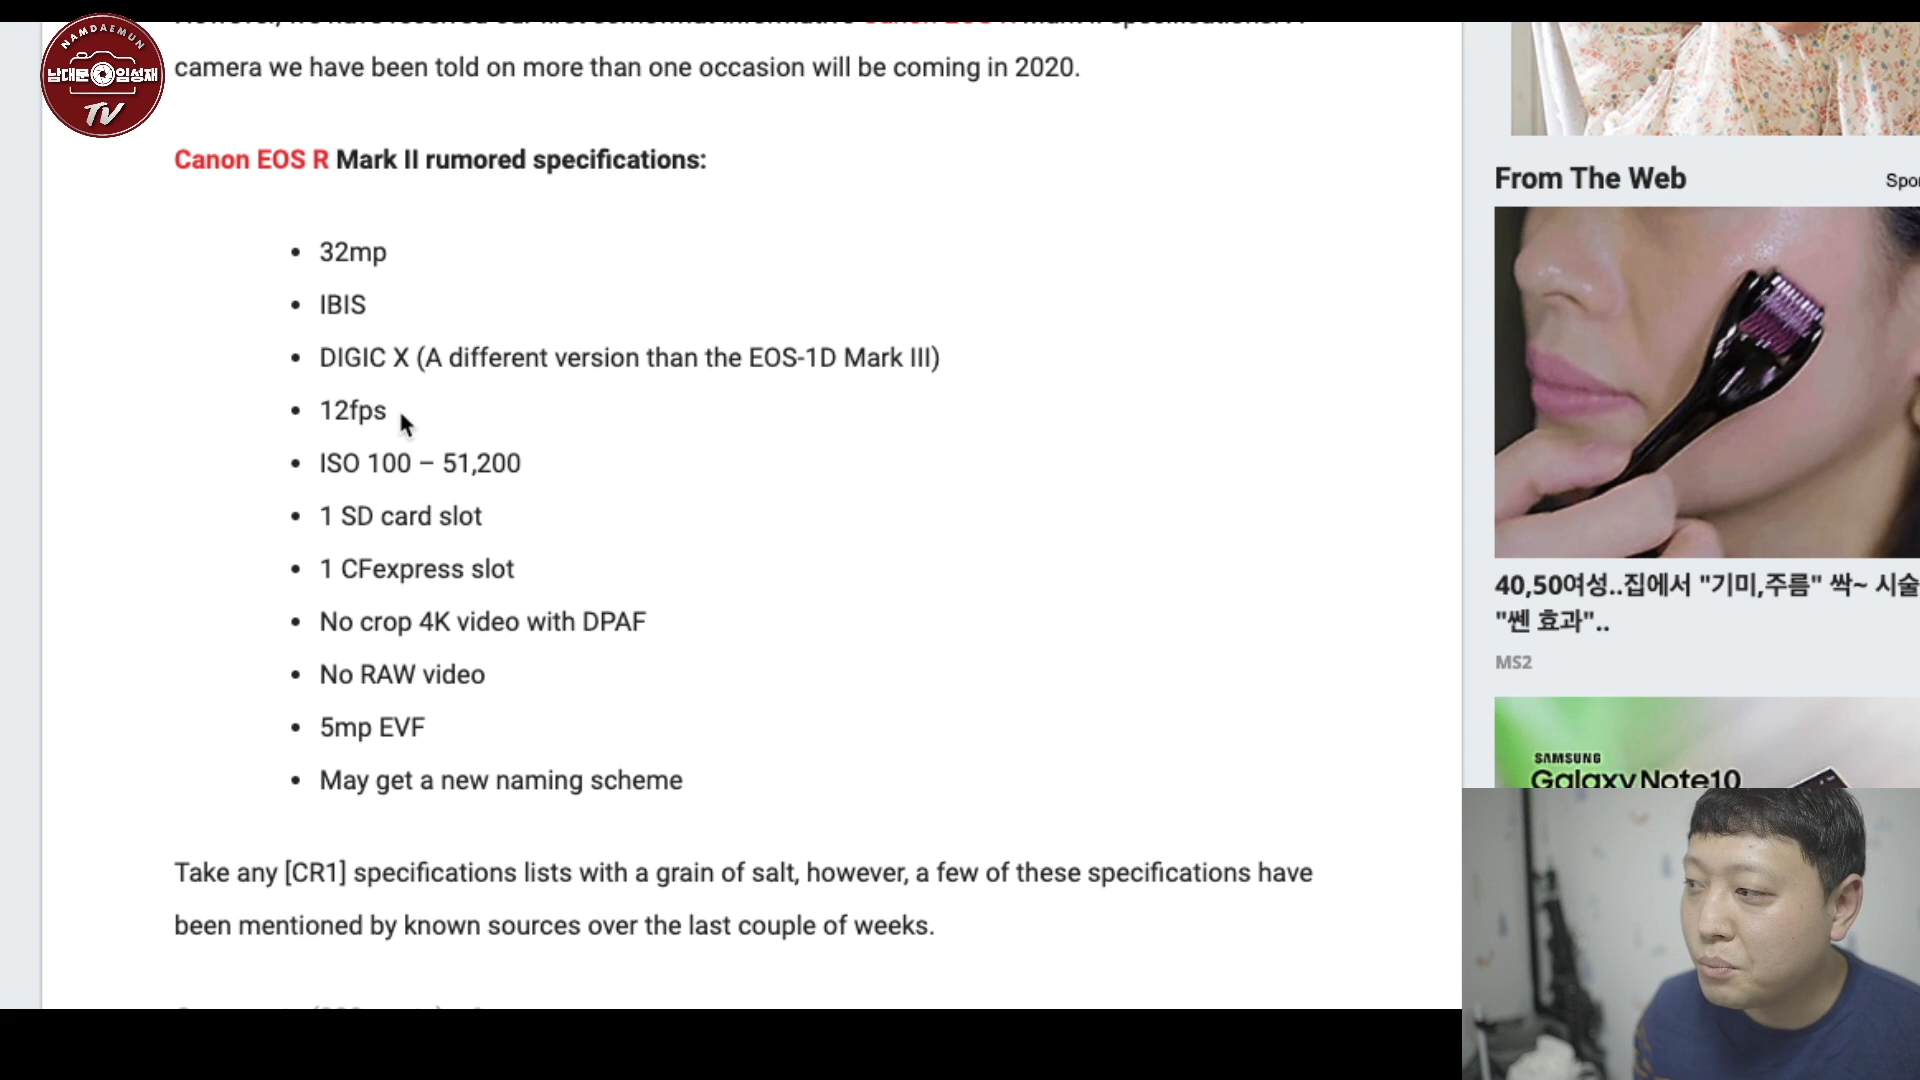 NAMDAEMUN
남대문 임성재
TV
camera we have been told on more than one occasion will be coming in 2020.
Canon EOS R Mark II rumored specifications:
• 32mp
• IBIS
• DIGIC X (A different version than the EOS-1D Mark III)
• 12fps
• ISO 100 – 51,200
• 1 SD card slot
• 1 CFexpress slot
• No crop 4K video with DPAF
• No RAW video
• 5mp EVF
• May get a new naming scheme
Take any [CR1] specifications lists with a grain of salt, however, a few of these specifications have
been mentioned by known sources over the last couple of weeks.
From The Web
Spo
40,50여성..집에서 "기미,주름" 싹~ 시술
"쎈 효과"..
MS2
SAMSUNG
Galaxy Note10